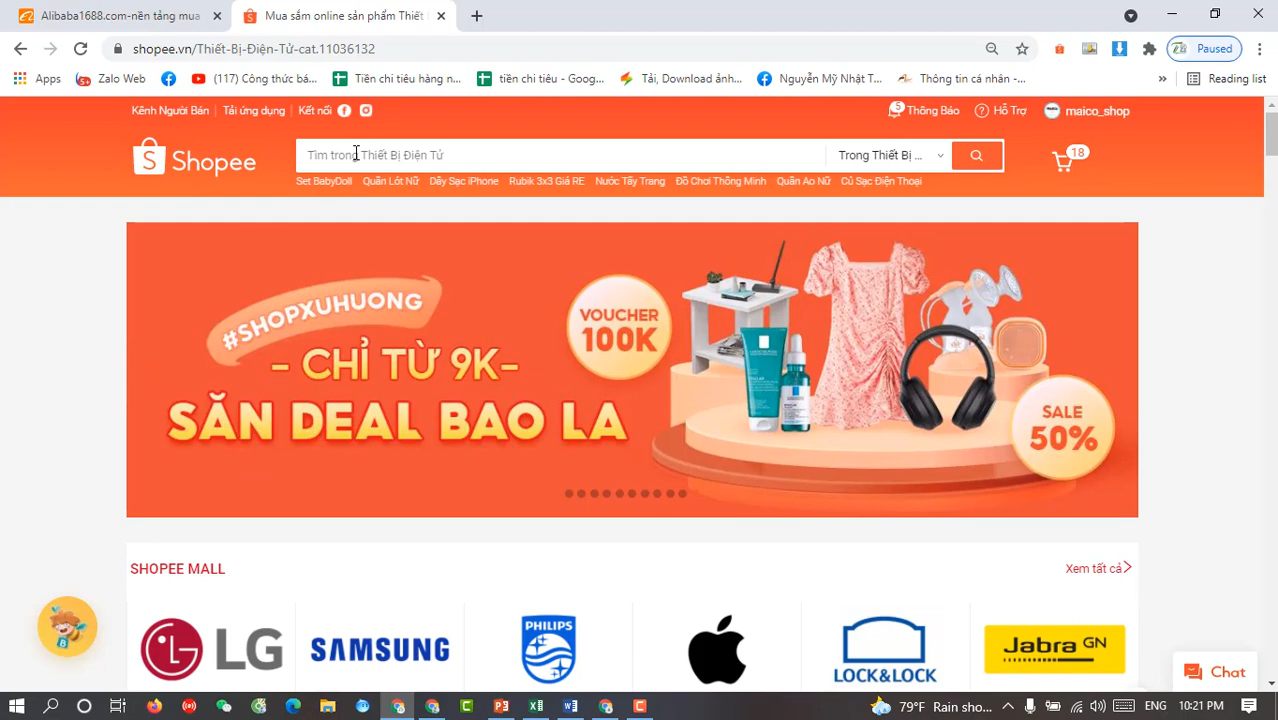 Alibaba1688.com-nền tảng mua
Mua sắm online sản phẩm Thiết
shopee.vn/Thiết-Bị-Điện-Tử-cat.11036132
Paused
Apps
Zalo Web
(117) Công thức bá...
Tiền chi tiêu hàng n...
tiền chi tiêu - Goog...
Tải, Download ảnh...
Nguyễn Mỹ Nhật T...
Thông tin cá nhân -...
»
Reading list
Kênh Người Bán
Tải ứng dụng
Kết nối
5
Thông Báo
Hỗ Trợ
maico_shop
Shopee
Tìm trong Thiết Bị Điện Tử
Trong Thiết Bị ...
18
Set BabyDoll
Quần Lót Nữ
Dây Sạc iPhone
Rubik 3x3 Giá RE
Nước Tẩy Trang
Đồ Chơi Thông Minh
Quần Áo Nữ
Củ Sạc Điện Thoại
#SHOPXUHUONG
- CHỈ TỪ 9K-
SĂN DEAL BAO LA
VOUCHER
100K
SALE
50%
SHOPEE MALL
Xem tất cả
LG
SAMSUNG
PHILIPS
LOCK&LOCK
Jabra GN
Chat
79°F Rain sho...
ENG
10:21 PM